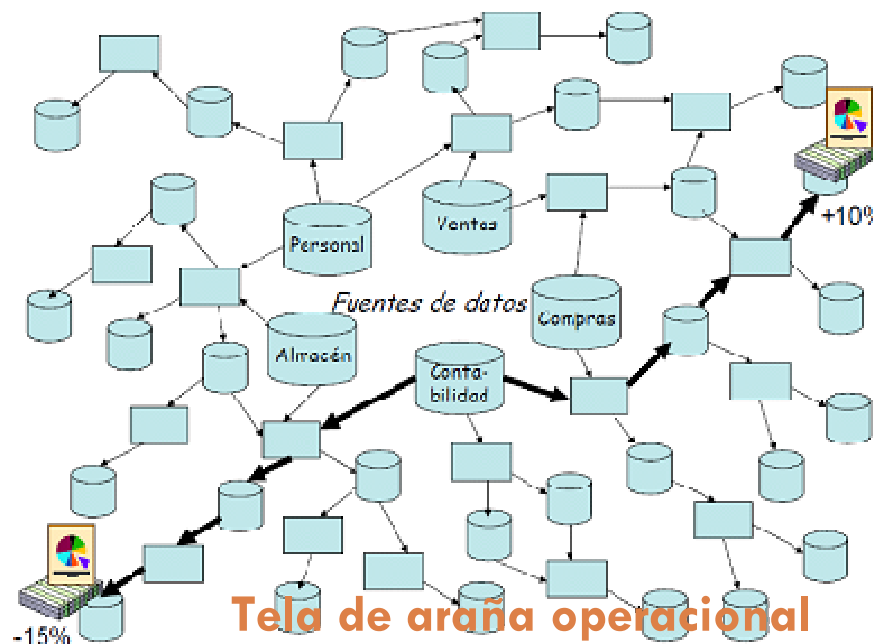 +10%
Personal
Ventas
Fuentes de datos
Compras
Almacén
Conta-
bilidad
-15%
Tela de araña operacional